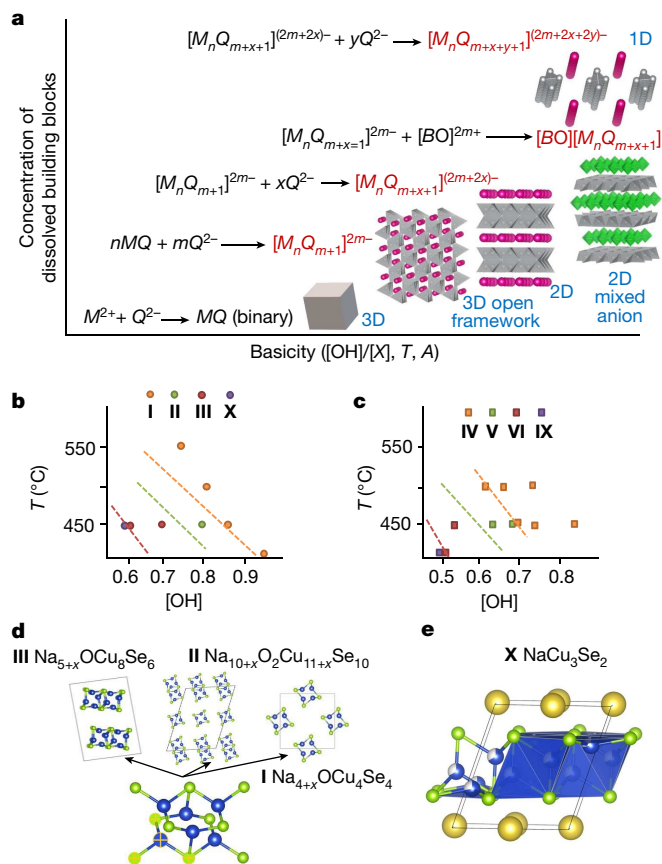 a
Concentration of
dissolved building blocks
[MnQm+x+1](2m+2x)– + yQ2– → [MnQm+x+y+1](2m+2x+2y)–
1D
[MnQm+x=1]2m– + [BO]2m+ → [BO][MnQm+x+1]
[MnQm+1]2m– + xQ2– → [MnQm+x+1](2m+2x)–
nMQ + mQ2– → [MnQm+1]2m–
M2+ + Q2– → MQ (binary)
3D
3D open
framework
2D
2D
mixed
anion
Basicity ([OH]/[X], T, A)
b
I II III X
T (°C)
550
450
0.6 0.7 0.8 0.9
[OH]
c
IV V VI IX
T (°C)
550
450
0.5 0.6 0.7 0.8
[OH]
d
III Na5+xOCu8Se6
II Na10+xO2Cu11+xSe10
I Na4+xOCu4Se4
e
X NaCu3Se2